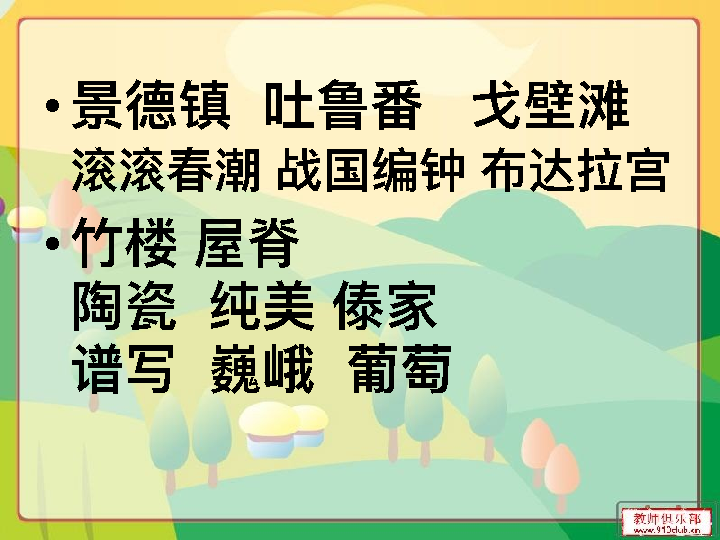 • 景德镇 吐鲁番 戈壁滩
滚滚春潮 战国编钟 布达拉宫
• 竹楼 屋脊
陶瓷 纯美 傣家
谱写 巍峨 葡萄
教师俱乐部
www.910club.cn